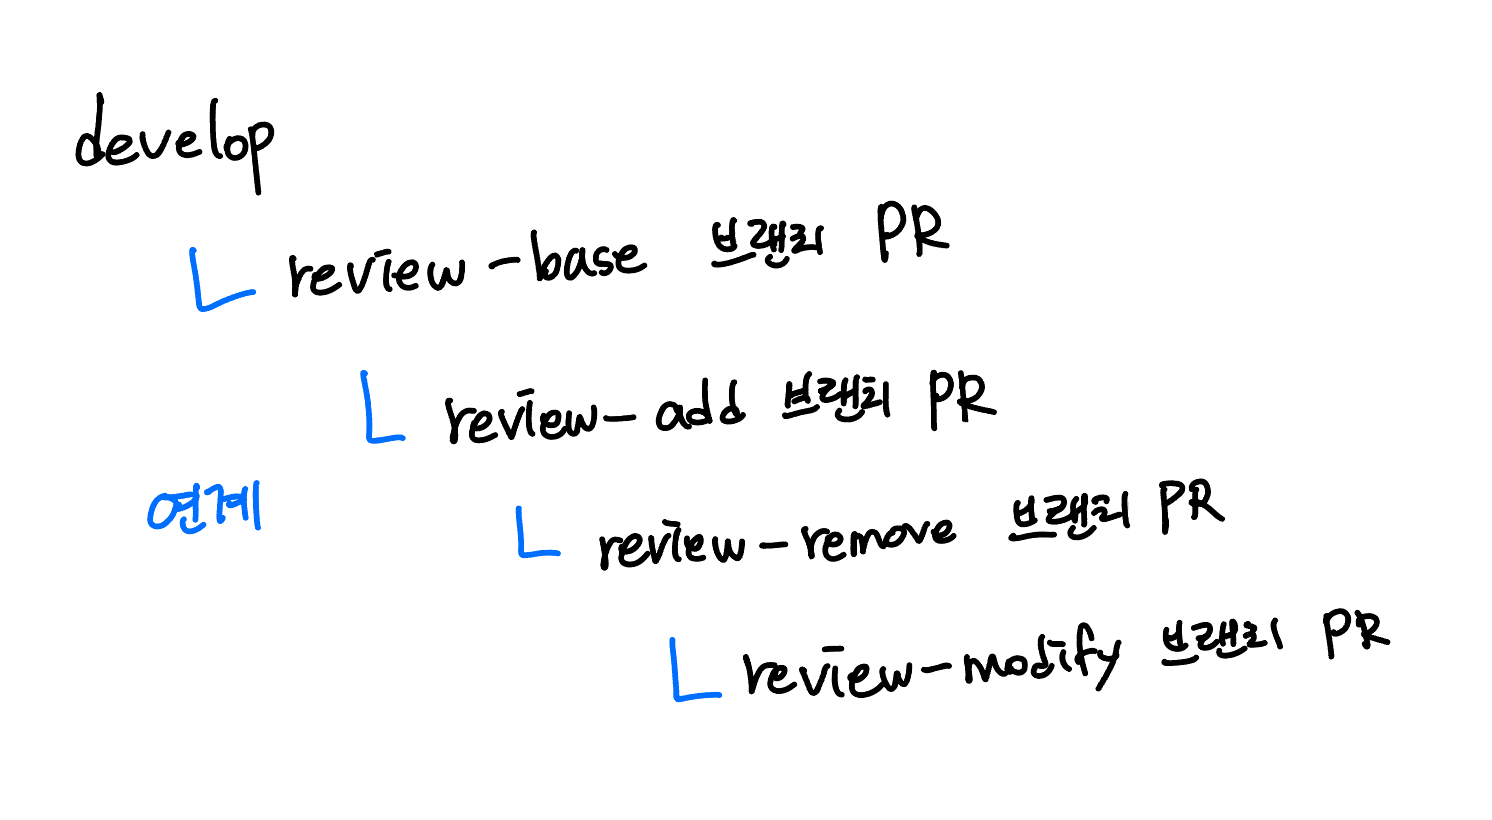 develop
review-base 브랜치 PR
review-add 브랜치 PR
연계
review-remove 브랜치 PR
review-modify 브랜치 PR